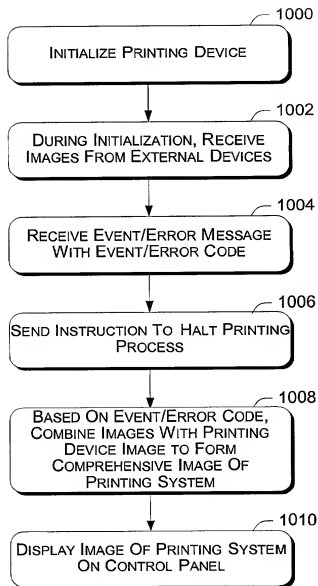 1000
INITIALIZE PRINTING DEVICE
1002
DURING INITIALIZATION, RECEIVE
IMAGES FROM EXTERNAL DEVICES
1004
RECEIVE EVENT/ERROR MESSAGE
WITH EVENT/ERROR CODE
1006
SEND INSTRUCTION TO HALT PRINTING
PROCESS
1008
BASED ON EVENT/ERROR CODE,
COMBINE IMAGES WITH PRINTING
DEVICE IMAGE TO FORM
COMPREHENSIVE IMAGE OF
PRINTING SYSTEM
1010
DISPLAY IMAGE OF PRINTING SYSTEM
ON CONTROL PANEL